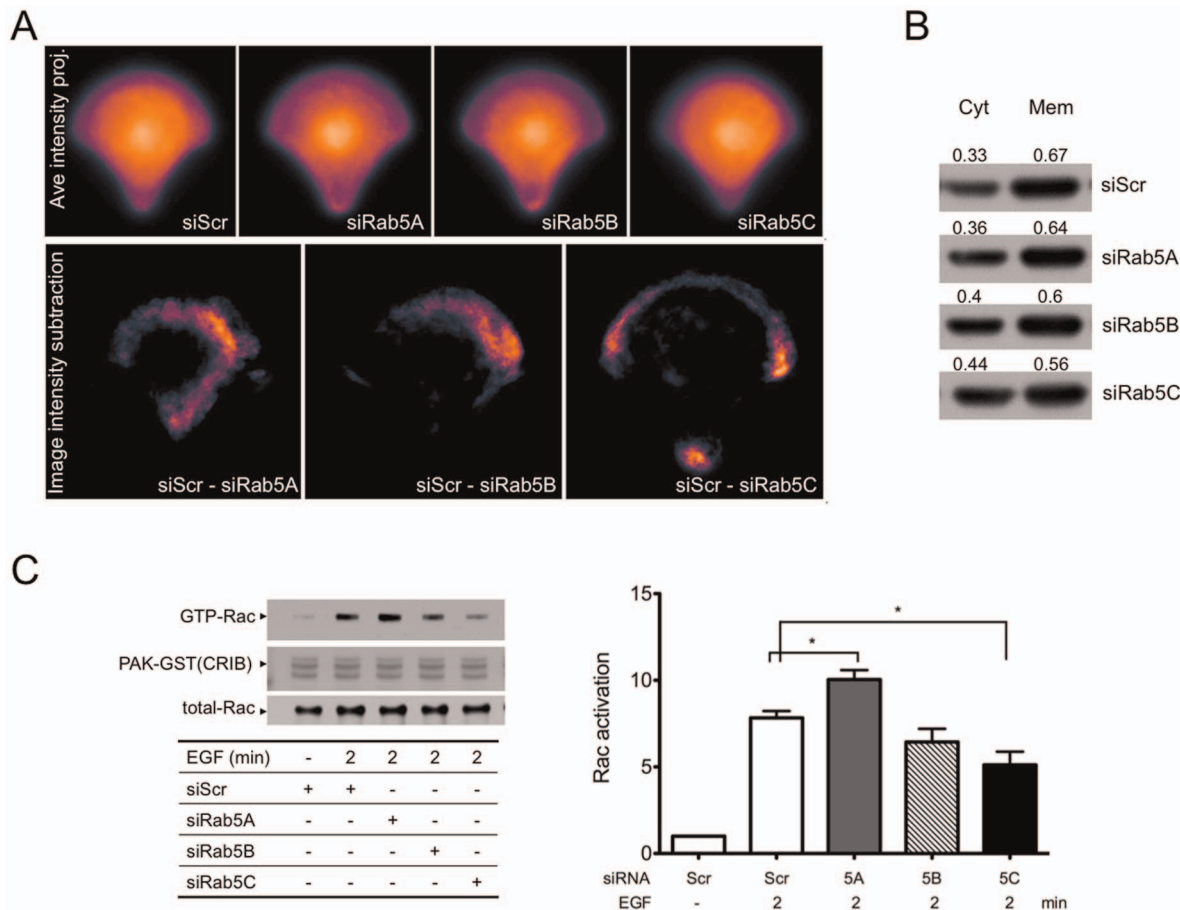 A
Ave intensity proj.
siScr
siRab5A
siRab5B
siRab5C
Image intensity subtraction
siScr - siRab5A
siScr - siRab5B
siScr - siRab5C
B
Cyt Mem
0.33 0.67
siScr
0.36 0.64
siRab5A
0.4 0.6
siRab5B
0.44 0.56
siRab5C
C
GTP-Rac
PAK-GST(CRIB)
total-Rac
EGF (min) - 2 2 2 2
siScr + + - - -
siRab5A - - + - -
siRab5B - - - + -
siRab5C - - - - +
Rac activation
15
10
5
0
* *
siRNA Scr Scr 5A 5B 5C
EGF - 2 2 2 2 min